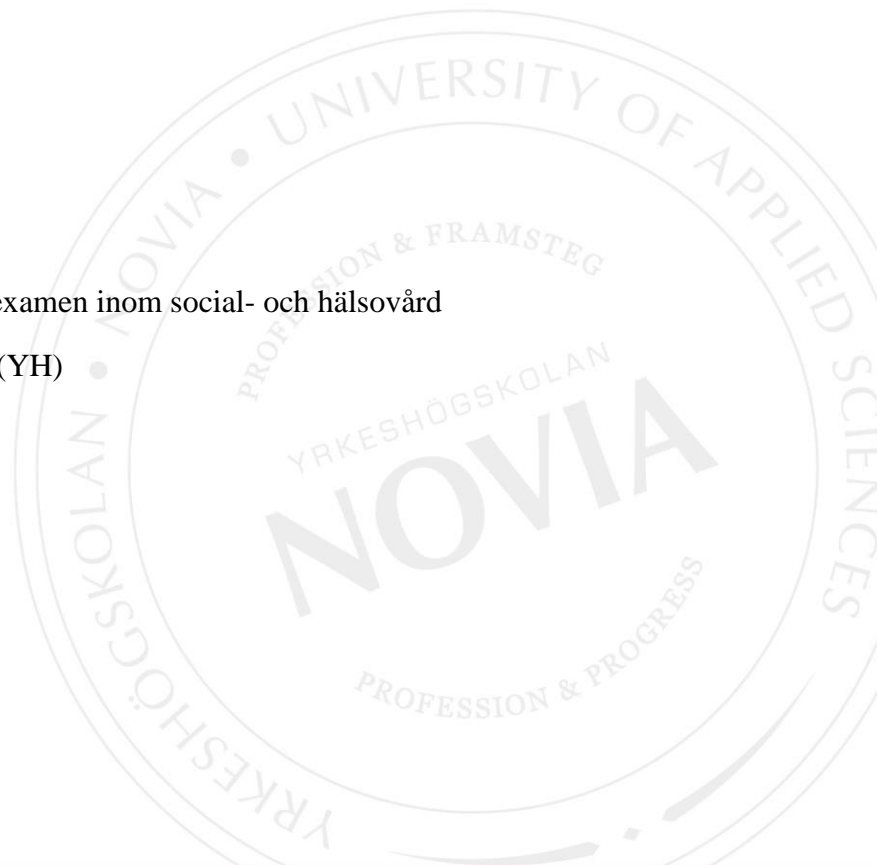 UNIVERSITY OF APPLIED SCIENCES
PROFESSION & FRAMSTEG
examen inom social- och hälsovård
(YH)
YRKESHÖGSKOLAN
NOVIA
PROFESSION & PROGRESS
YRKESHÖGSKOLAN • NOVIA •